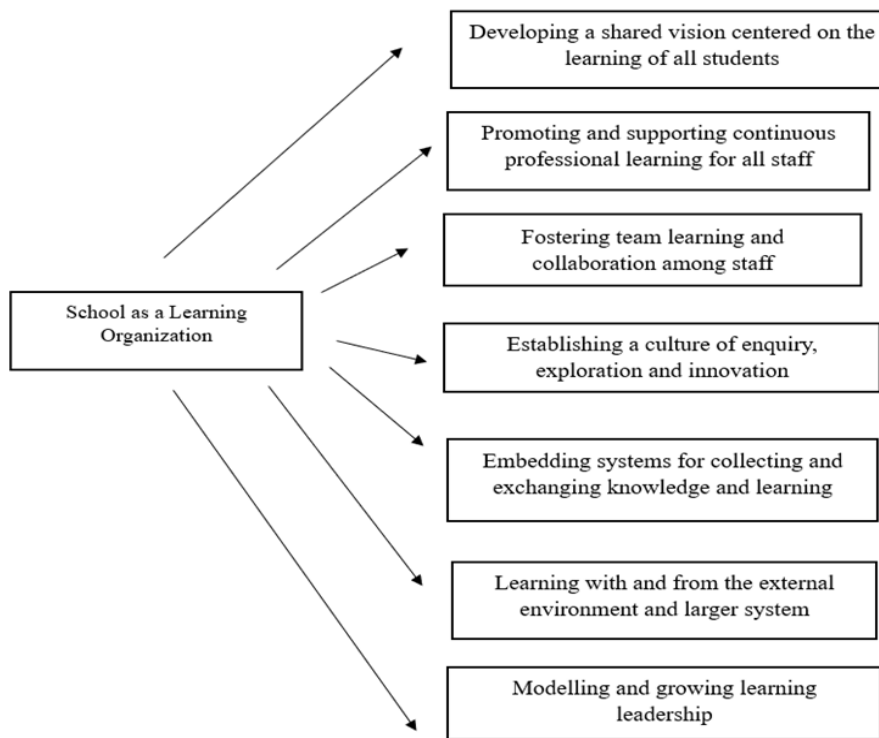 Developing a shared vision centered on the
learning of all students
Promoting and supporting continuous
professional learning for all staff
Fostering team learning and
collaboration among staff
School as a Learning
Organization
Establishing a culture of enquiry,
exploration and innovation
Embedding systems for collecting and
exchanging knowledge and learning
Learning with and from the external
environment and larger system
Modelling and growing learning
leadership